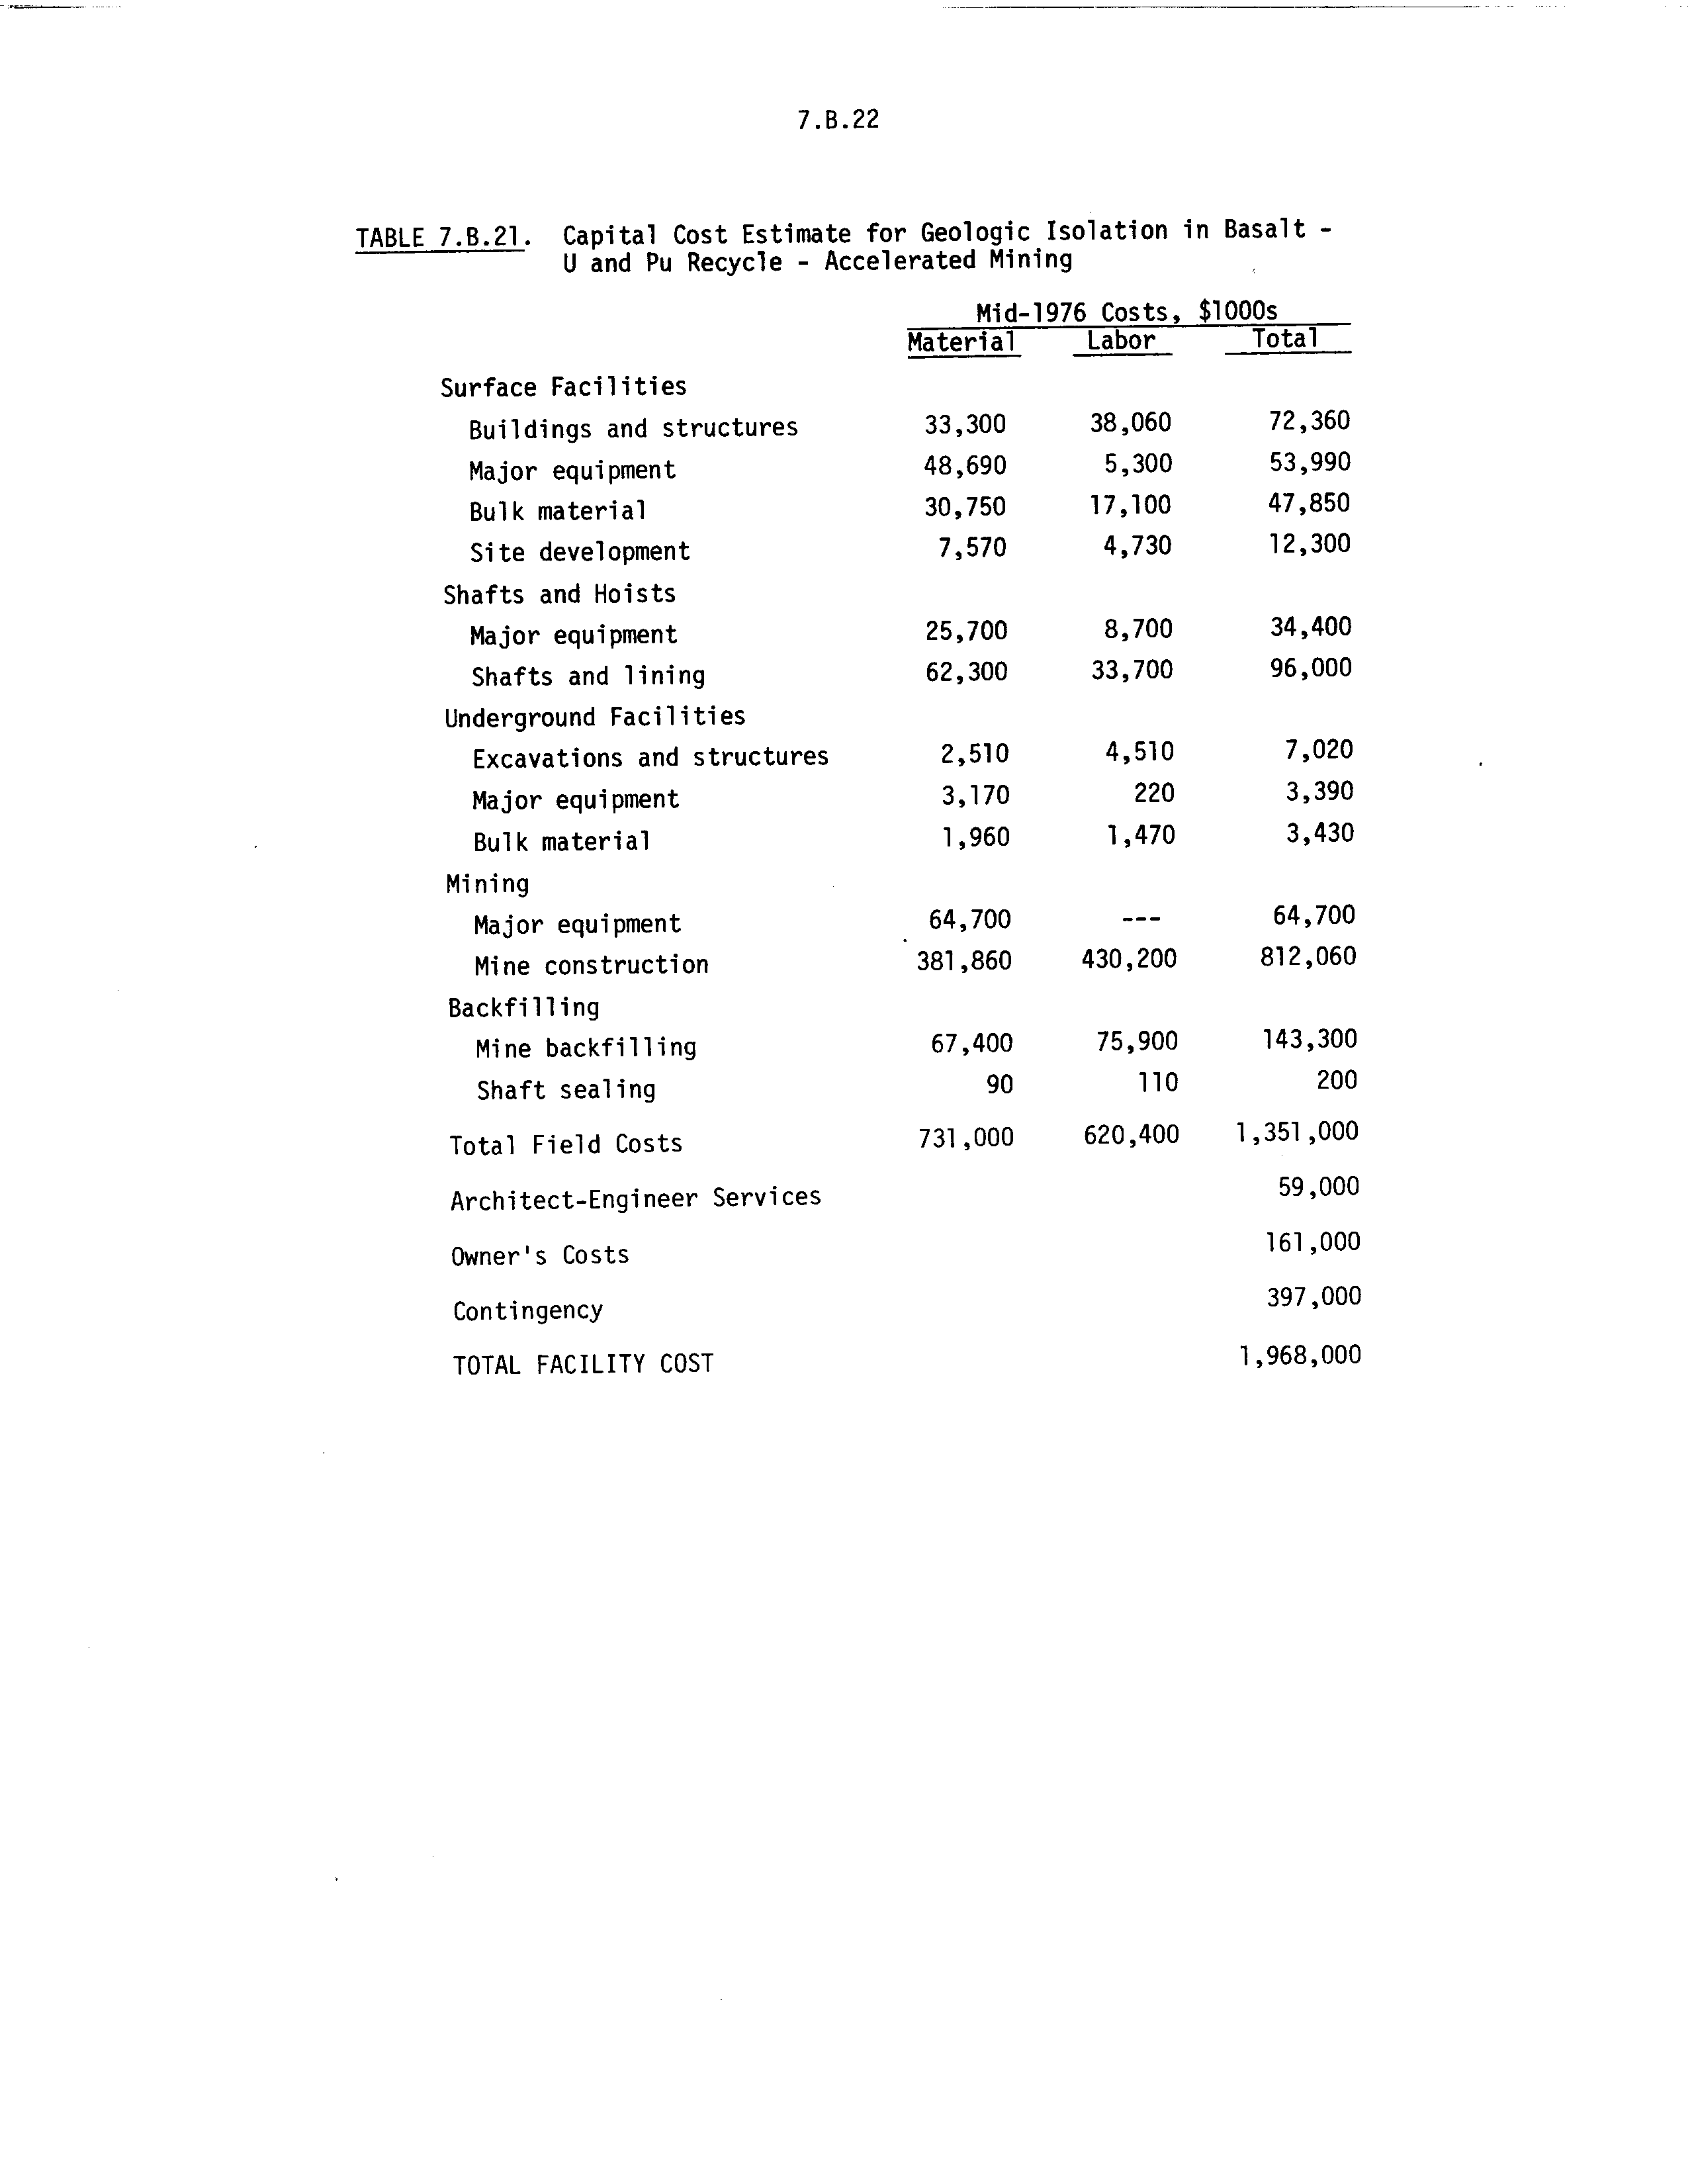 7.B.22
TABLE 7.B.21. Capital Cost Estimate for Geologic Isolation in Basalt -
U and Pu Recycle - Accelerated Mining
Mid-1976 Costs, $1000s
Material Labor Total
Surface Facilities
Buildings and structures 33,300 38,060 72,360
Major equipment 48,690 5,300 53,990
Bulk material 30,750 17,100 47,850
Site development 7,570 4,730 12,300
Shafts and Hoists
Major equipment 25,700 8,700 34,400
Shafts and lining 62,300 33,700 96,000
Underground Facilities
Excavations and structures 2,510 4,510 7,020
Major equipment 3,170 220 3,390
Bulk material 1,960 1,470 3,430
Mining
Major equipment 64,700 --- 64,700
Mine construction 381,860 430,200 812,060
Backfilling
Mine backfilling 67,400 75,900 143,300
Shaft sealing 90 110 200
Total Field Costs 731,000 620,400 1,351,000
Architect-Engineer Services 59,000
Owner's Costs 161,000
Contingency 397,000
TOTAL FACILITY COST 1,968,000